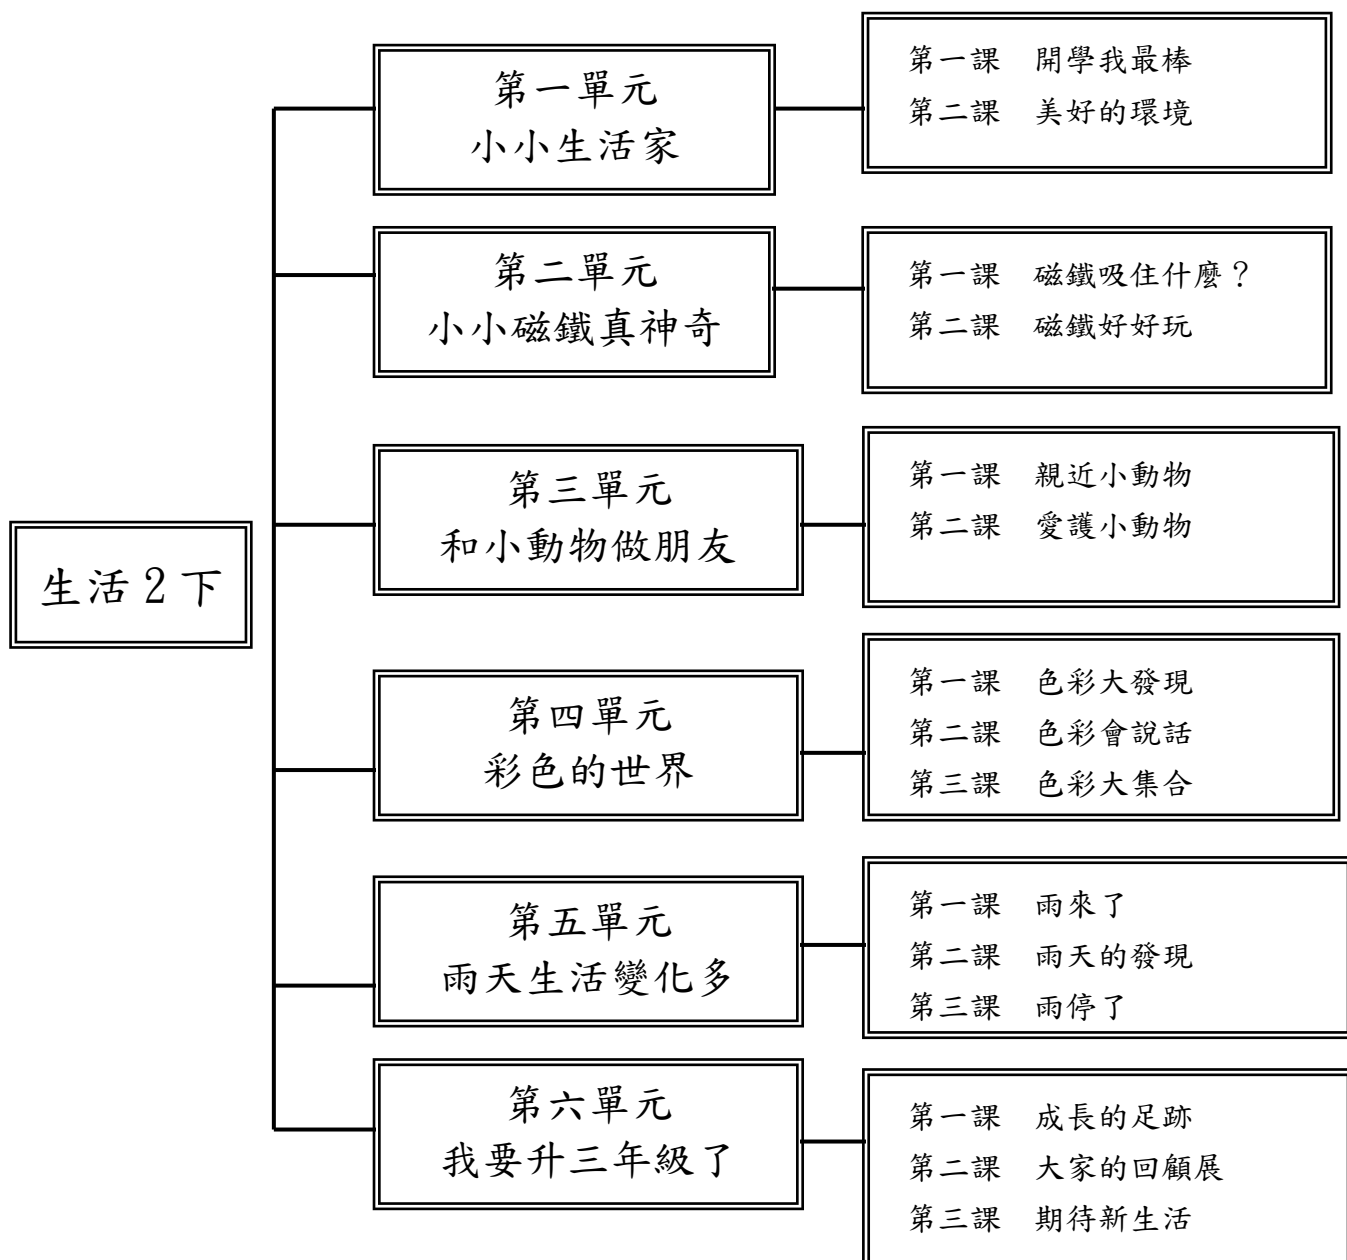 生活2下
第一單元
小小生活家
第一課 開學我最棒
第二課 美好的環境
第二單元
小小磁鐵真神奇
第一課 磁鐵吸住什麼？
第二課 磁鐵好好玩
第三單元
和小動物做朋友
第一課 親近小動物
第二課 愛護小動物
第四單元
彩色的世界
第一課 色彩大發現
第二課 色彩會說話
第三課 色彩大集合
第五單元
雨天生活變化多
第一課 雨來了
第二課 雨天的發現
第三課 雨停了
第六單元
我要升三年級了
第一課 成長的足跡
第二課 大家的回顧展
第三課 期待新生活